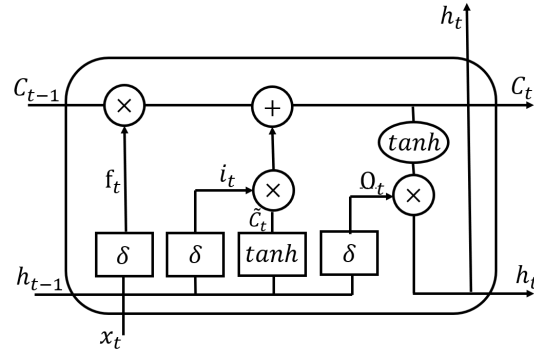 h_t
C_{t-1} × + C_t
tanh
f_t i_t × O_t ×
C̃_t
δ δ tanh δ
h_{t-1} h_t
x_t